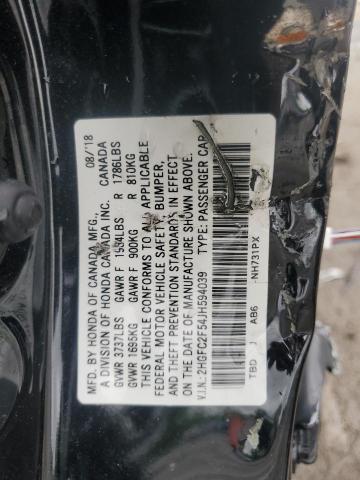 MFD. BY HONDA OF CANADA MFG., 08/'18
A DIVISION OF HONDA CANADA INC. CANADA
GVWR 3737LBS GAWR F 1984LBS R 1786LBS
GVWR 1695KG GAWR F 900KG R 810KG
THIS VEHICLE CONFORMS TO ALL APPLICABLE
FEDERAL MOTOR VEHICLE SAFETY, BUMPER,
AND THEFT PREVENTION STANDARDS IN EFFECT
ON THE DATE OF MANUFACTURE SHOWN ABOVE.
V.I.N.: 2HGFC2F54JH594039 TYPE: PASSENGER CAR
TBD J AB6 -NH731PX